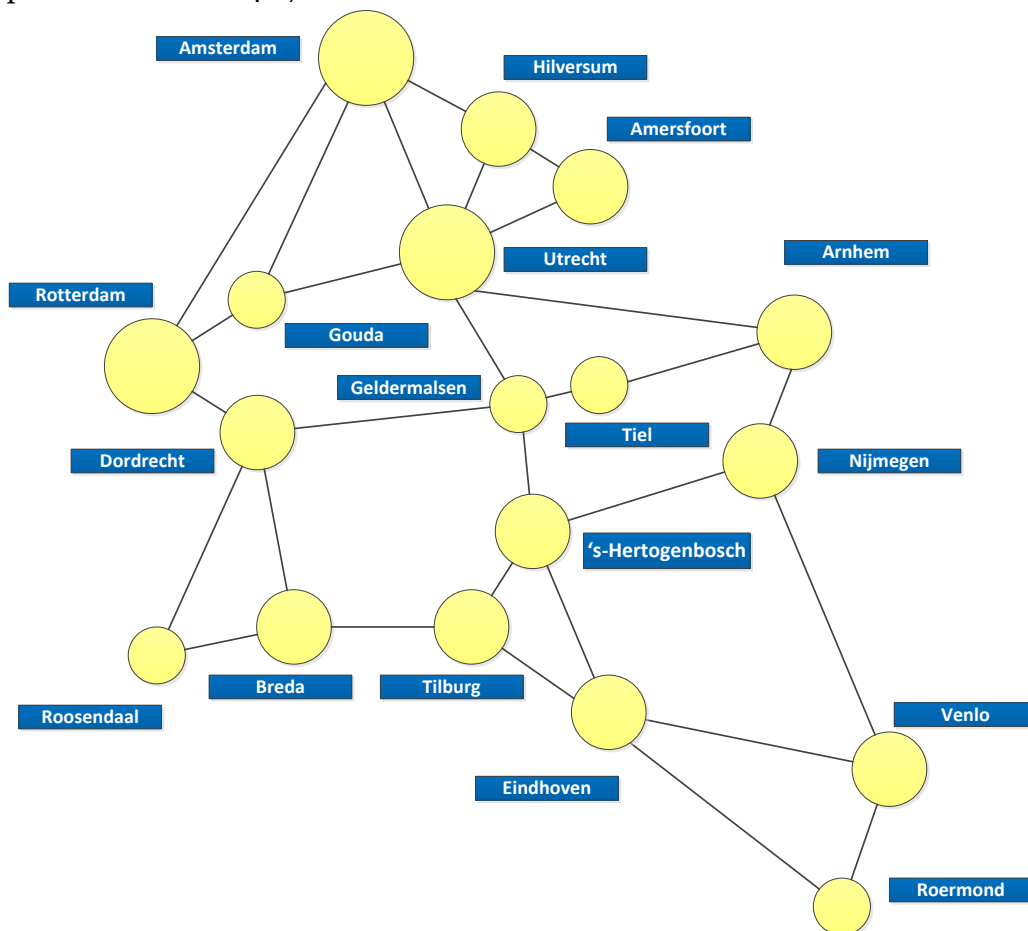 Amsterdam
Hilversum
Amersfoort
Utrecht
Arnhem
Rotterdam
Gouda
Geldermalsen
Tiel
Dordrecht
Nijmegen
‘s-Hertogenbosch
Breda
Tilburg
Roosendaal
Venlo
Eindhoven
Roermond